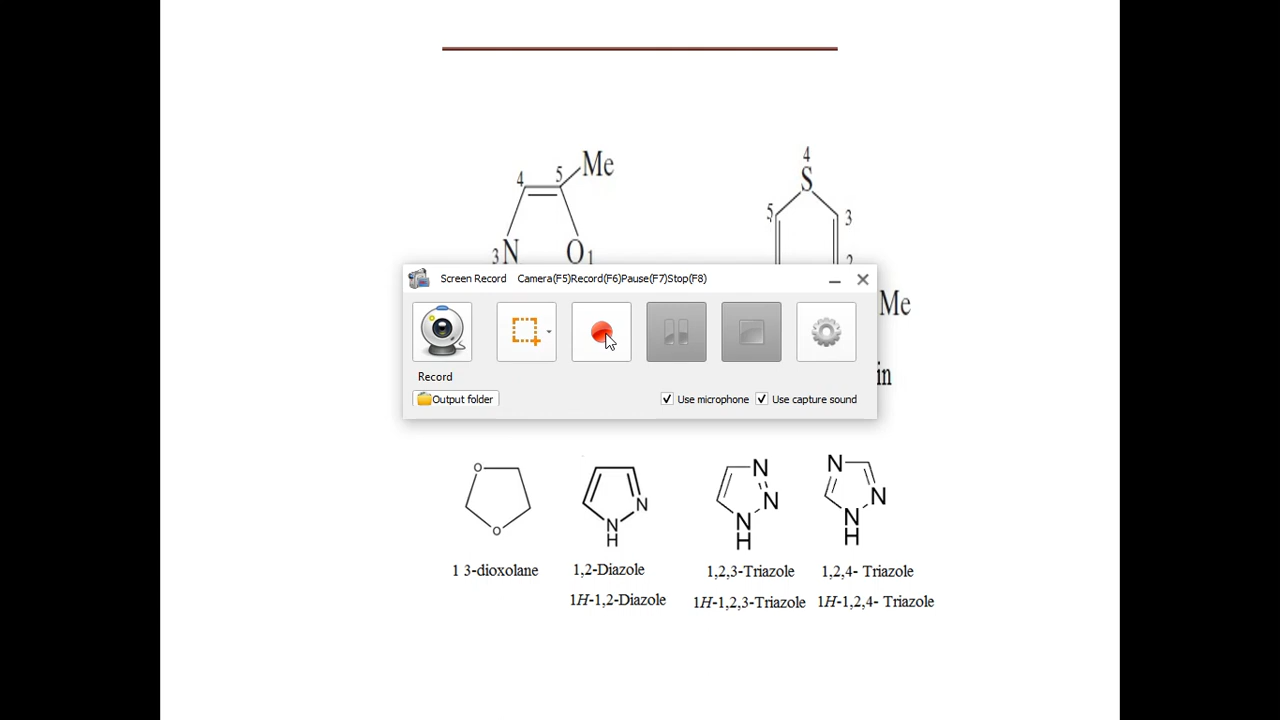 4
4 5 Me
S
5 3
3 N O 1
2
Screen Record Camera(F5)Record(F6)Pause(F7)Stop(F8)
Me
Record
in
Output folder Use microphone Use capture sound
O N N
N N
O N N N
H H H
1 3-dioxolane 1,2-Diazole 1,2,3-Triazole 1,2,4- Triazole
1H-1,2-Diazole 1H-1,2,3-Triazole 1H-1,2,4- Triazole